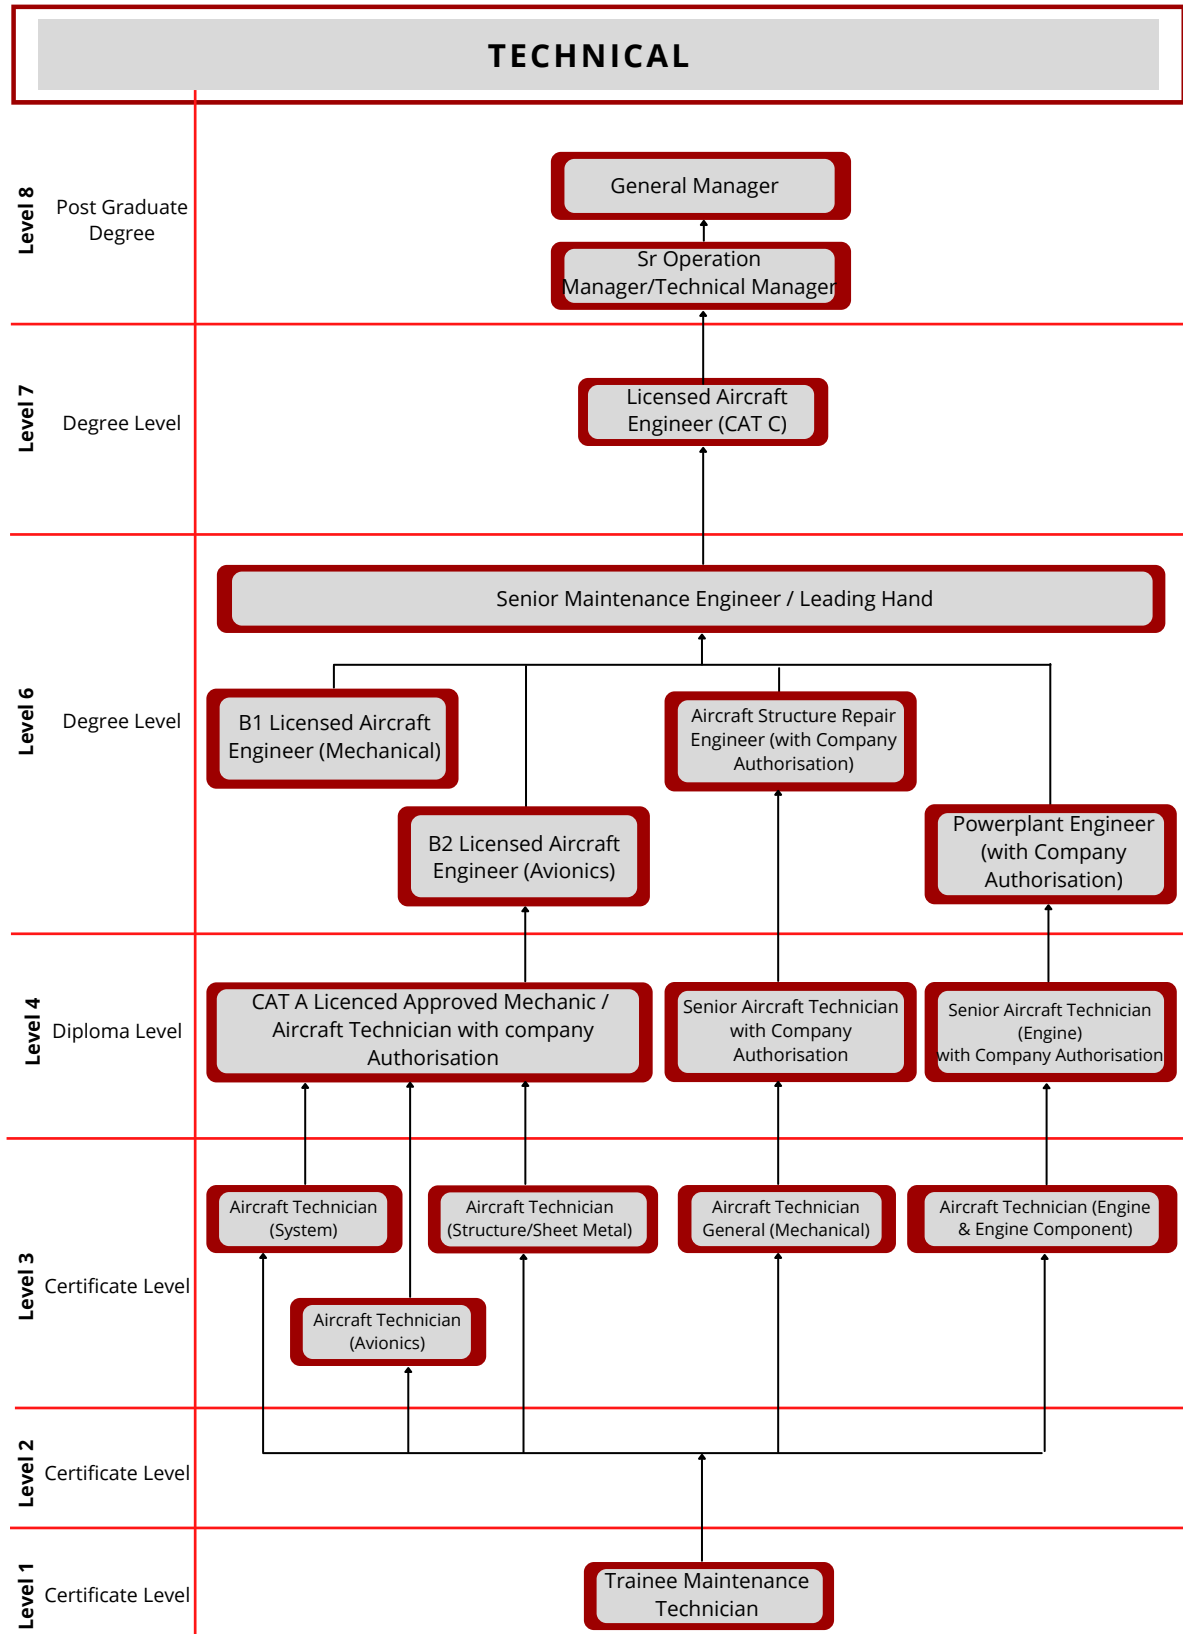 TECHNICAL
Level 8
Post Graduate
Degree
General Manager
Sr Operation
Manager/Technical Manager
Level 7
Degree Level
Licensed Aircraft
Engineer (CAT C)
Level 6
Degree Level
Senior Maintenance Engineer / Leading Hand
B1 Licensed Aircraft
Engineer (Mechanical)
B2 Licensed Aircraft
Engineer (Avionics)
Aircraft Structure Repair
Engineer (with Company
Authorisation)
Powerplant Engineer
(with Company
Authorisation)
Level 4
Diploma Level
CAT A Licenced Approved Mechanic /
Aircraft Technician with company
Authorisation
Senior Aircraft Technician
with Company
Authorisation
Senior Aircraft Technician
(Engine)
with Company Authorisation
Level 3
Certificate Level
Aircraft Technician
(System)
Aircraft Technician
(Avionics)
Aircraft Technician
(Structure/Sheet Metal)
Aircraft Technician
General (Mechanical)
Aircraft Technician (Engine
& Engine Component)
Level 2
Certificate Level
Level 1
Certificate Level
Trainee Maintenance
Technician